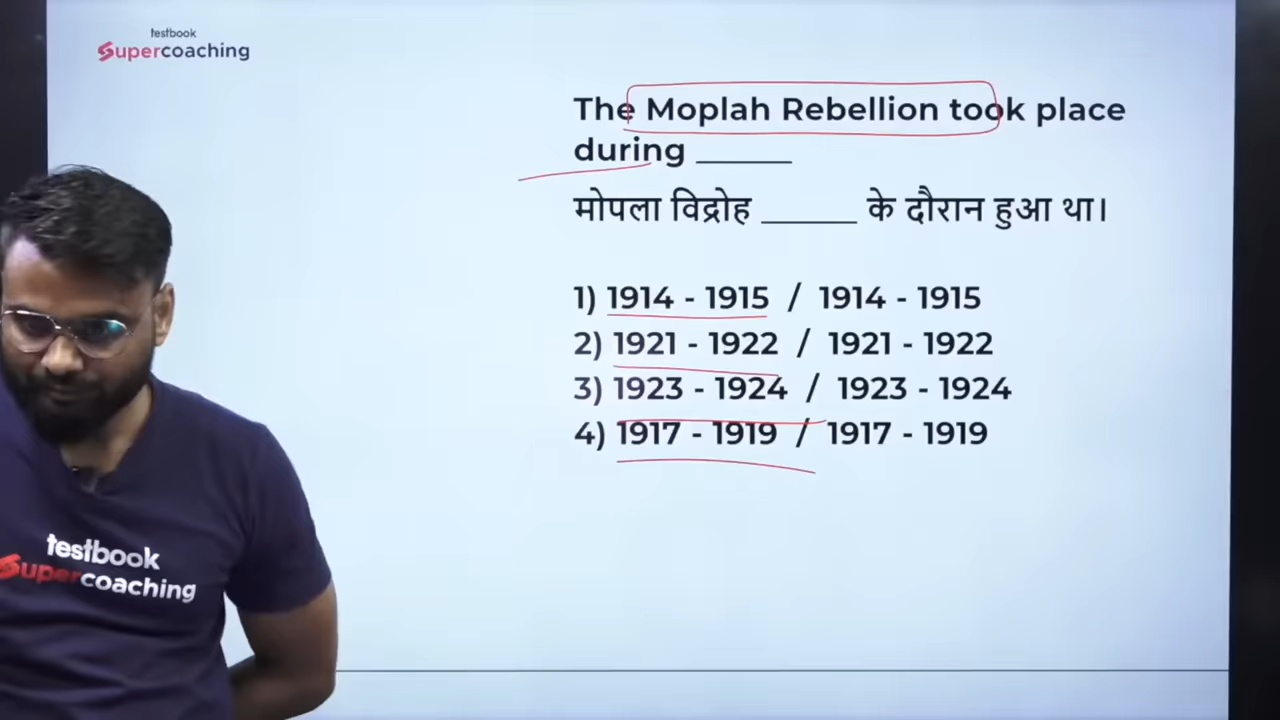 testbook
Supercoaching
The Moplah Rebellion took place
during ______
मोपला विद्रोह ______ के दौरान हुआ था।
1) 1914 - 1915 / 1914 - 1915
2) 1921 - 1922 / 1921 - 1922
3) 1923 - 1924 / 1923 - 1924
4) 1917 - 1919 / 1917 - 1919
testbook
Supercoaching